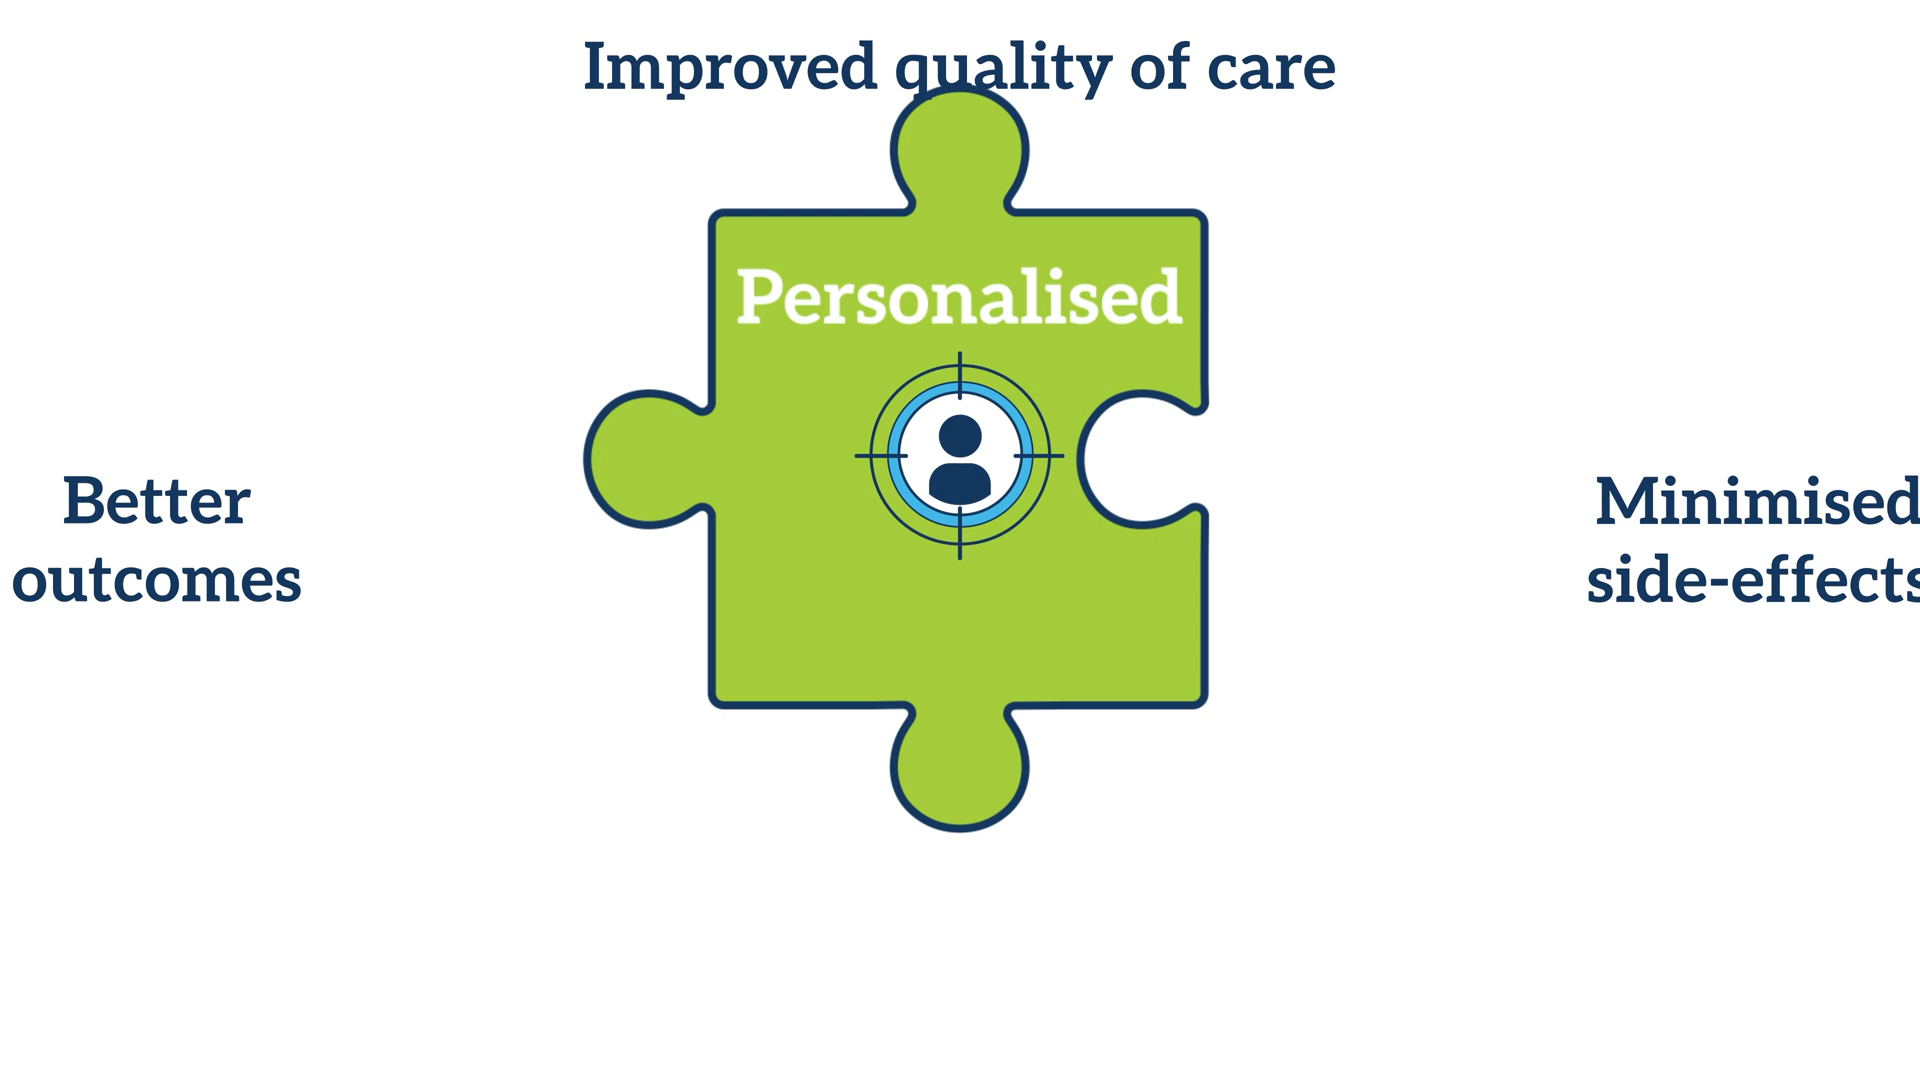 Improved quality of care
Personalised
Better
outcomes
Minimised
side-effects